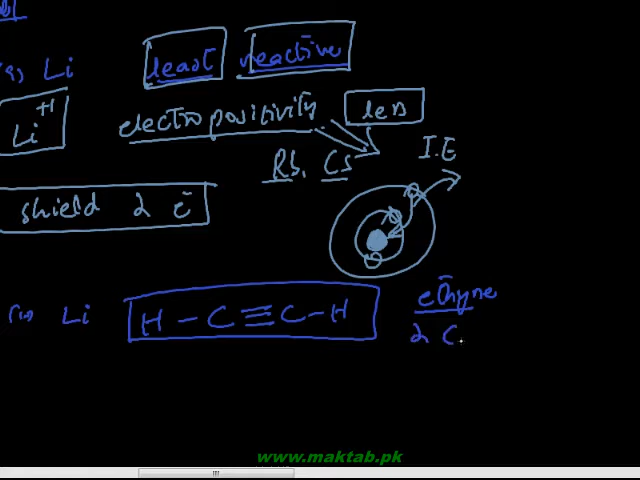 Li least reactive
Li +1 electropositivity less
Rb, Cs I.E
shield 2 e-
Li H - C ≡ C - H ethyne
2 C
www.maktab.pk